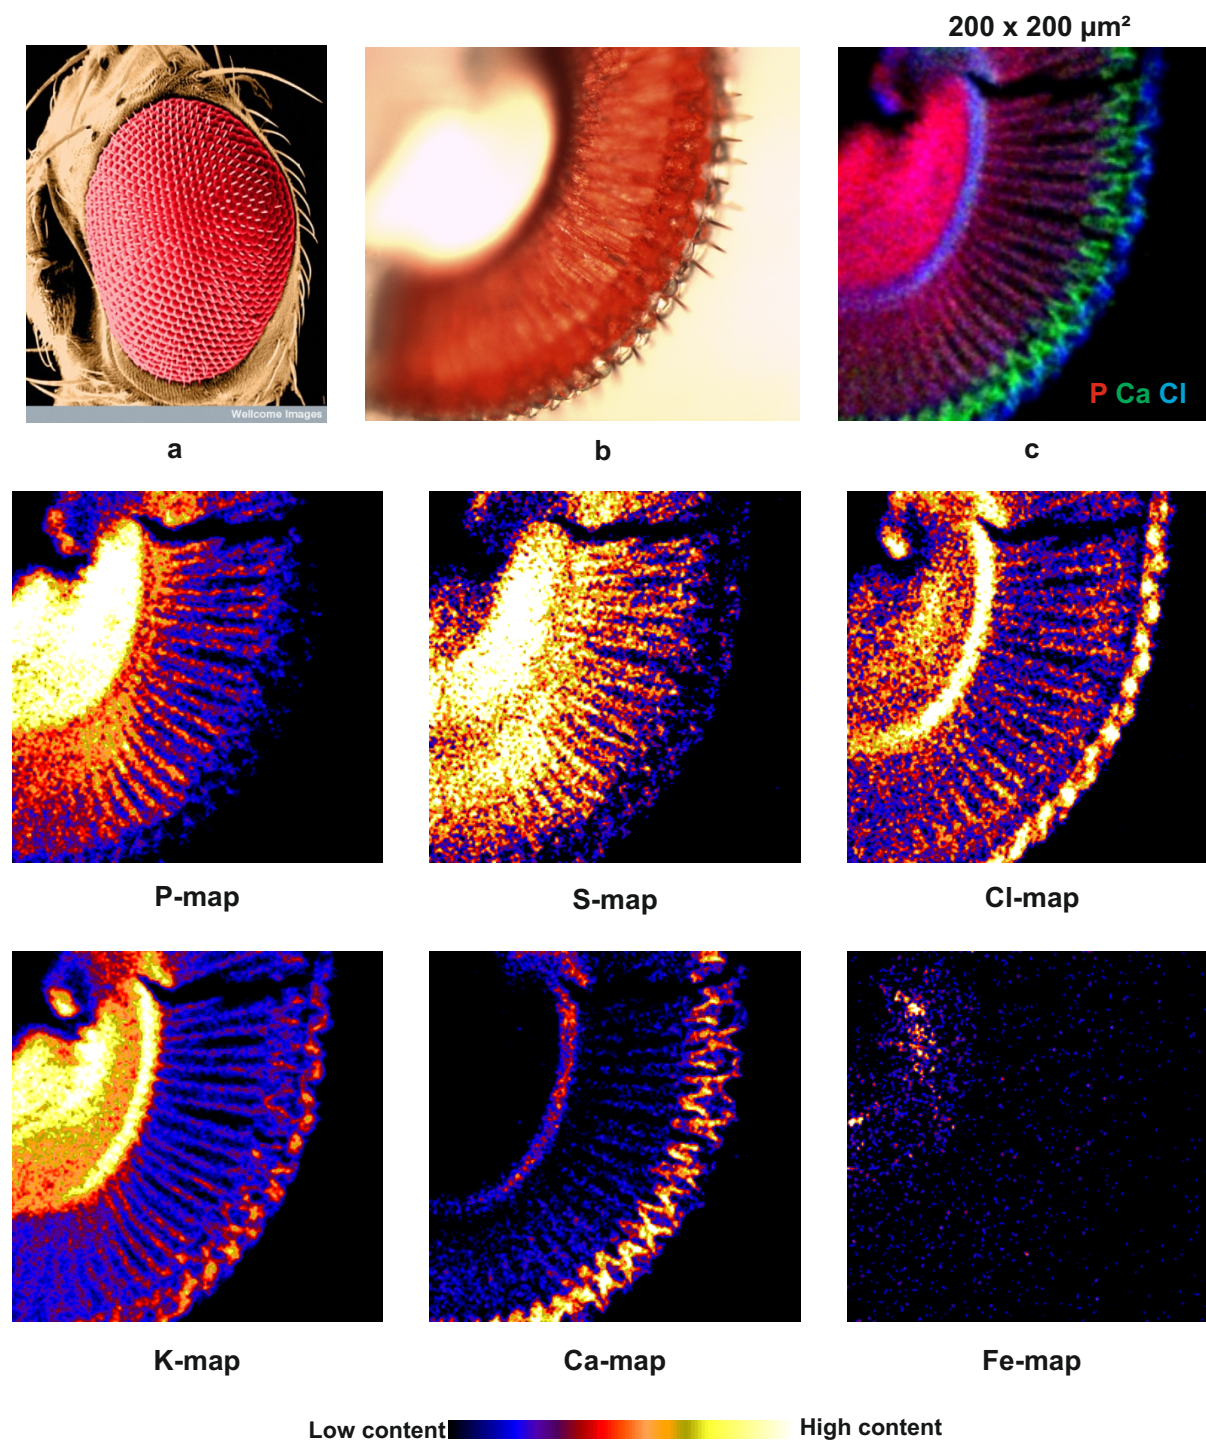 200 x 200 µm²
Wellcome Images
P Ca Cl
a
b
c
P-map
S-map
Cl-map
K-map
Ca-map
Fe-map
Low content
High content